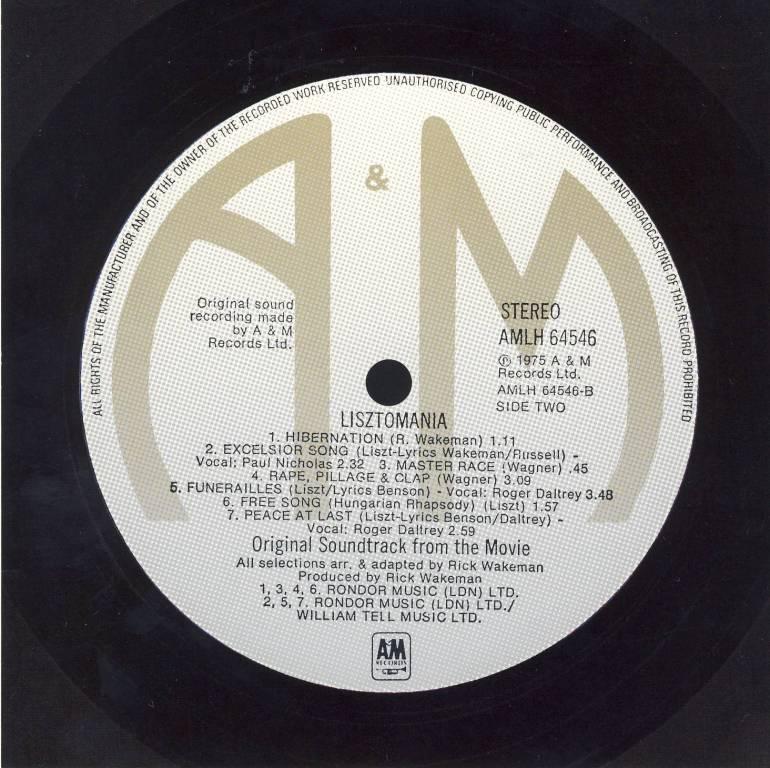 ALL RIGHTS OF THE MANUFACTURER AND OF THE OWNER OF THE RECORDED WORK RESERVED UNAUTHORISED COPYING PUBLIC PERFORMANCE AND BROADCASTING OF THIS RECORD PROHIBITED
A & M
Original sound
recording made
by A & M
Records Ltd.
STEREO
AMLH 64546
℗ 1975 A & M
Records Ltd.
AMLH 64546-B
SIDE TWO
LISZTOMANIA
1. HIBERNATION (R. Wakeman) 1.11
2. EXCELSIOR SONG (Liszt-Lyrics Wakeman/Russell) -
Vocal: Paul Nicholas 2.32 3. MASTER RACE (Wagner) .45
4. RAPE, PILLAGE & CLAP (Wagner) 3.09
5. FUNERAILLES (Liszt/Lyrics Benson) - Vocal: Roger Daltrey 3.48
6. FREE SONG (Hungarian Rhapsody) (Liszt) 1.57
7. PEACE AT LAST (Liszt-Lyrics Benson/Daltrey) -
Vocal: Roger Daltrey 2.59
Original Soundtrack from the Movie
All selections arr. & adapted by Rick Wakeman
Produced by Rick Wakeman
1, 3, 4, 6. RONDOR MUSIC (LDN) LTD.
2, 5, 7. RONDOR MUSIC (LDN) LTD./
WILLIAM TELL MUSIC LTD.
A&M
RECORDS